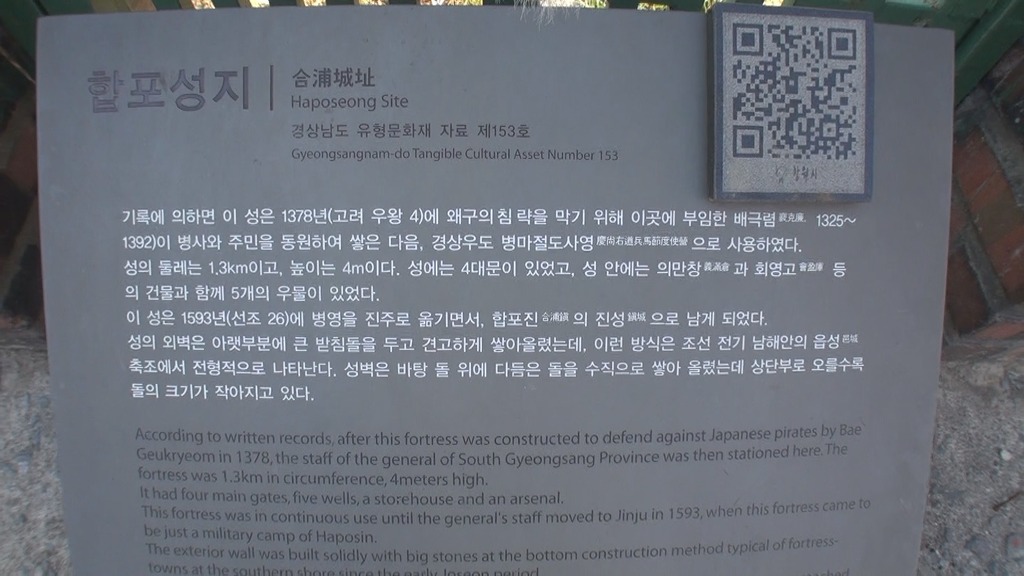 합포성지
合浦城址
Haposeong Site
경상남도 유형문화재 자료 제153호
Gyeongsangnam-do Tangible Cultural Asset Number 153
창원시
기록에 의하면 이 성은 1378년(고려 우왕 4)에 왜구의 침 략을 막기 위해 이곳에 부임한 배극렴 裵克廉, 1325~
1392)이 병사와 주민을 동원하여 쌓은 다음, 경상우도 병마절도사영 慶尙右道兵馬節度使營 으로 사용하였다.
성의 둘레는 1.3km이고, 높이는 4m이다. 성에는 4대문이 있었고, 성 안에는 의만창 義滿倉 과 회영고 會盈庫 등
의 건물과 함께 5개의 우물이 있었다.
이 성은 1593년(선조 26)에 병영을 진주로 옮기면서, 합포진 合浦鎭 의 진성 鎭城 으로 남게 되었다.
성의 외벽은 아랫부분에 큰 받침돌을 두고 견고하게 쌓아올렸는데, 이런 방식은 조선 전기 남해안의 읍성 邑城
축조에서 전형적으로 나타난다. 성벽은 바탕 돌 위에 다듬은 돌을 수직으로 쌓아 올렸는데 상단부로 오를수록
돌의 크기가 작아지고 있다.
According to written records, after this fortress was constructed to defend against Japanese pirates by Bae
Geukryeom in 1378, the staff of the general of South Gyeongsang Province was then stationed here. The
fortress was 1.3km in circumference, 4meters high.
It had four main gates, five wells, a storehouse and an arsenal.
This fortress was in continuous use until the general's staff moved to Jinju in 1593, when this fortress came to
be just a military camp of Haposin.
The exterior wall was built solidly with big stones at the bottom construction method typical of fortress-
towns at the southern shore since the early Joseon period.
reached